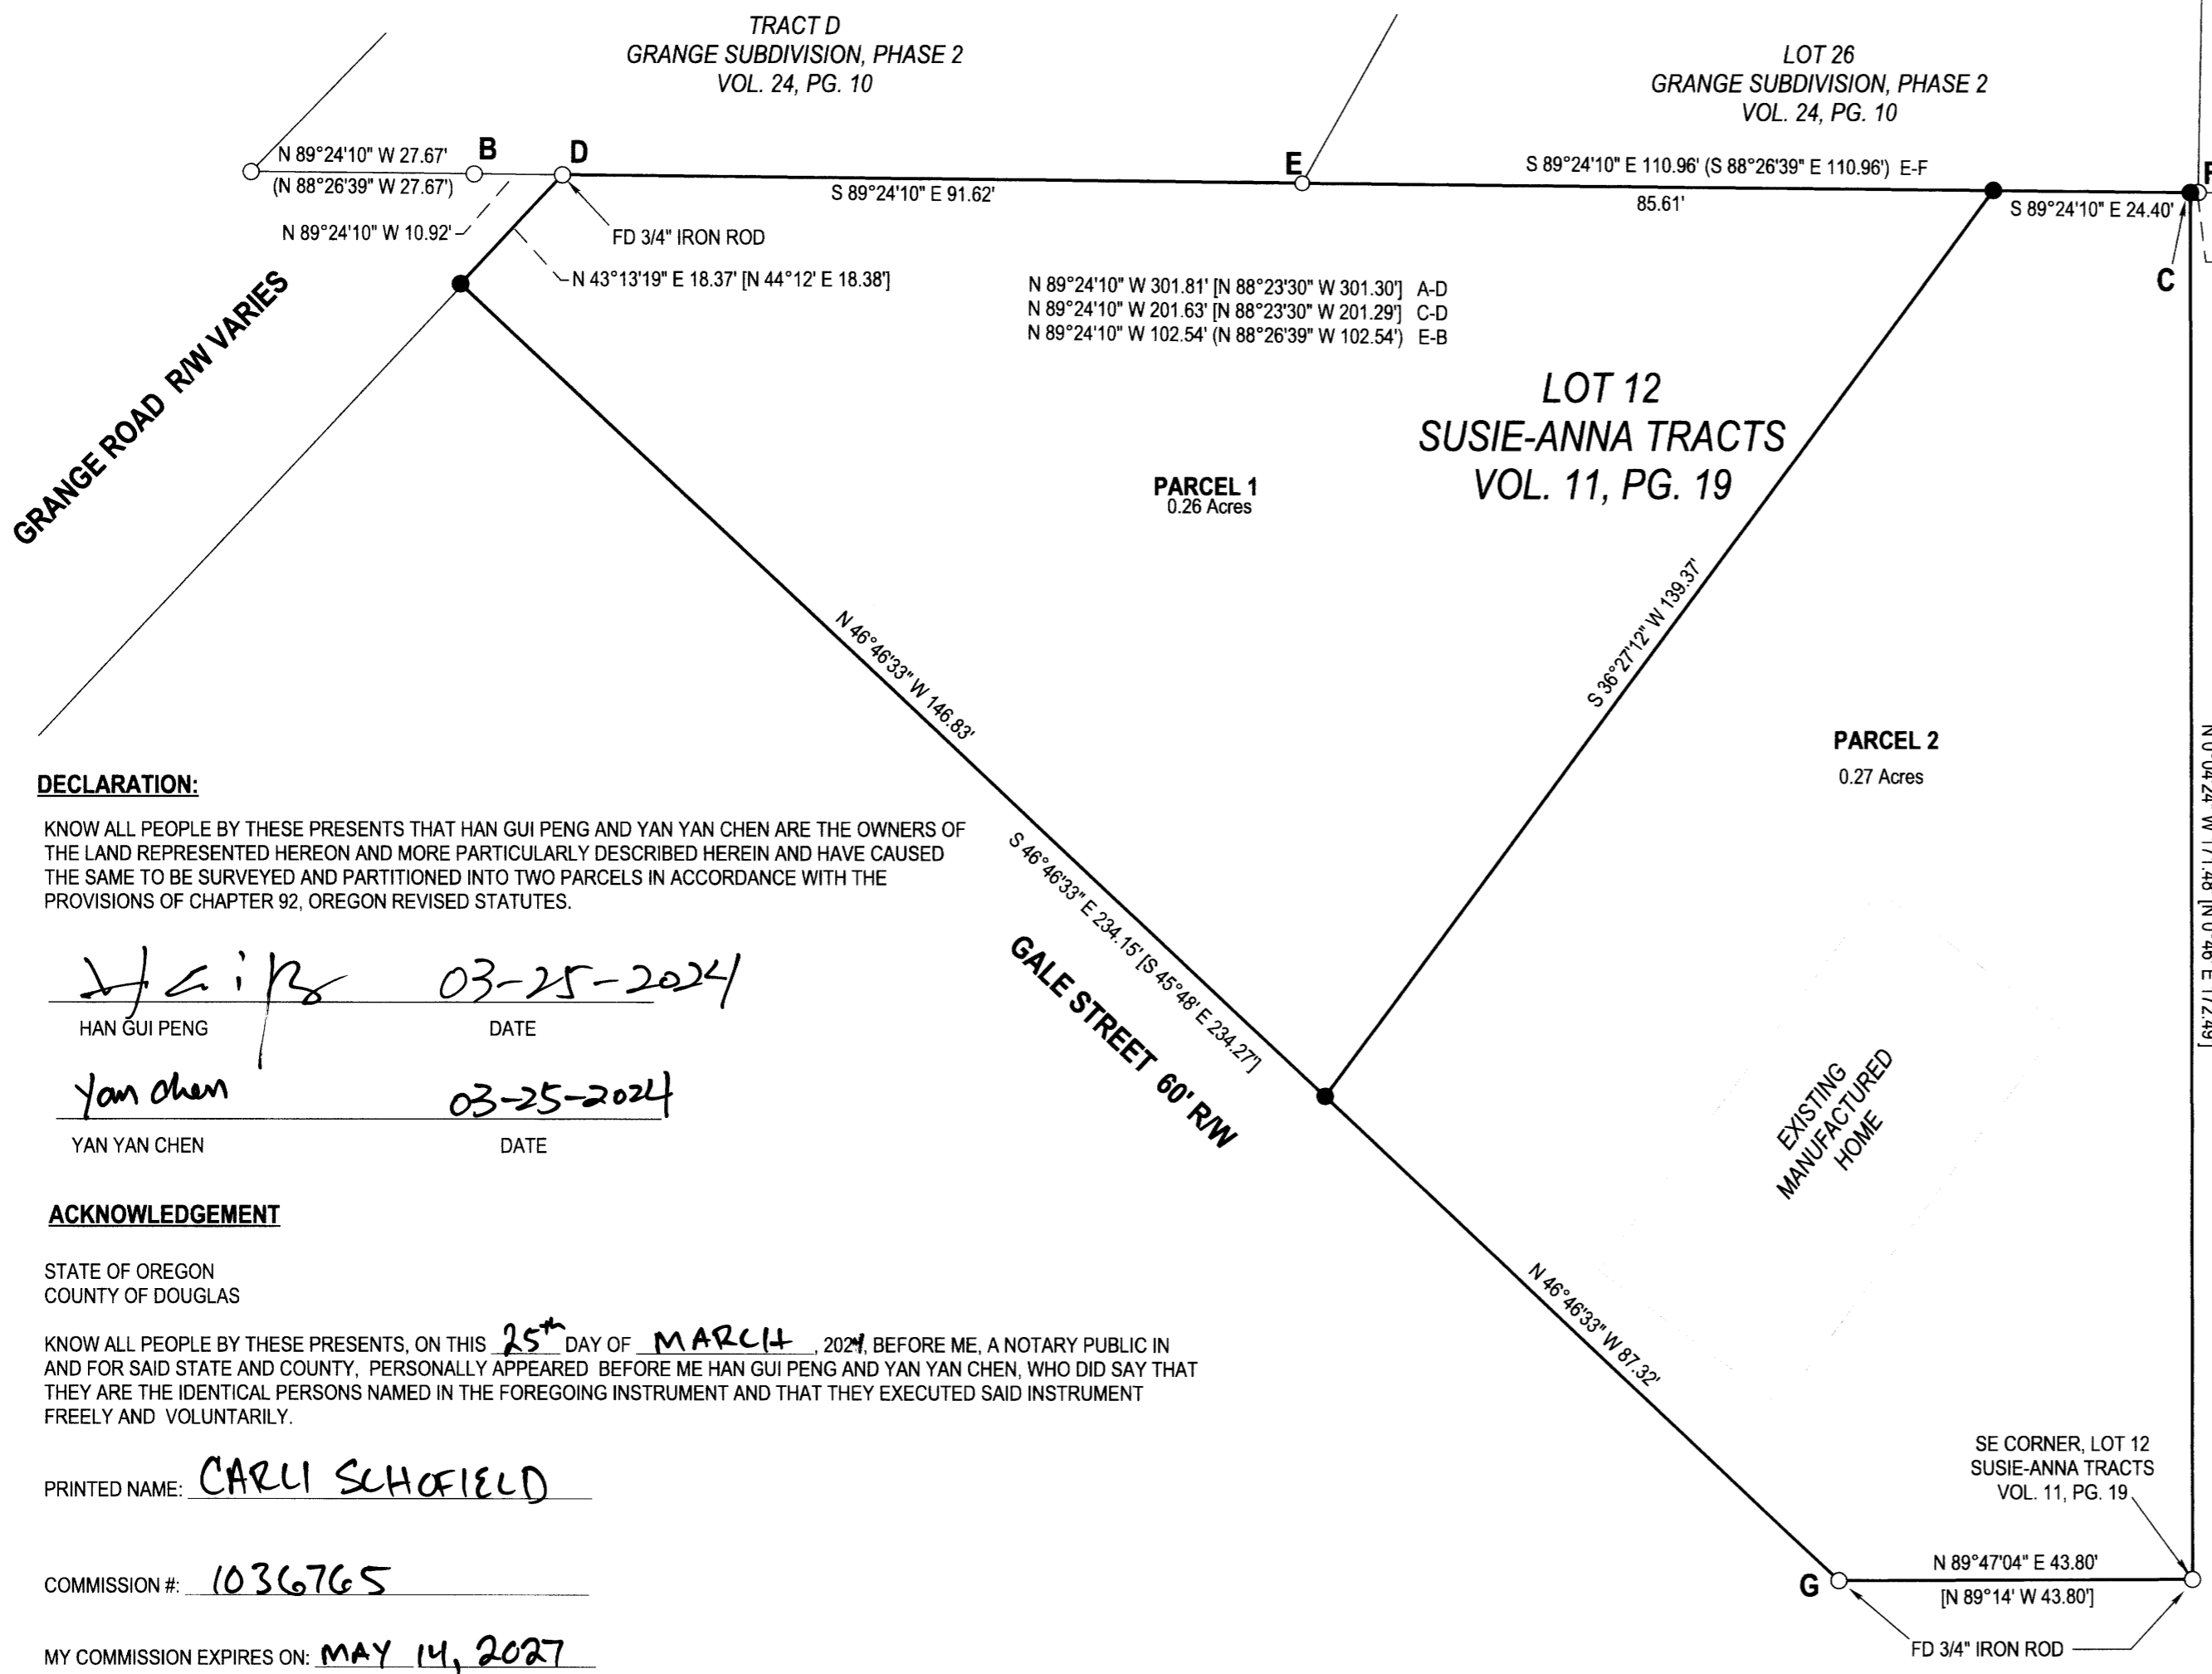 TRACT D
GRANGE SUBDIVISION, PHASE 2
VOL. 24, PG. 10
LOT 26
GRANGE SUBDIVISION, PHASE 2
VOL. 24, PG. 10
N 89°24'10" W 27.67'
(N 88°26'39" W 27.67')
B
D
E
F
N 89°24'10" W 10.92'
S 89°24'10" E 91.62'
S 89°24'10" E 110.96' (S 88°26'39" E 110.96') E-F
85.61'
S 89°24'10" E 24.40'
C
FD 3/4" IRON ROD
N 43°13'19" E 18.37' [N 44°12' E 18.38']
N 89°24'10" W 301.81' [N 88°23'30" W 301.30'] A-D
N 89°24'10" W 201.63' [N 88°23'30" W 201.29'] C-D
N 89°24'10" W 102.54' (N 88°26'39" W 102.54') E-B
GRANGE ROAD R/W VARIES
LOT 12
SUSIE-ANNA TRACTS
VOL. 11, PG. 19
PARCEL 1
0.26 Acres
N 46°46'33" W 146.83'
S 36°27'12" W 139.37'
PARCEL 2
0.27 Acres
N 0°04'24" W 171.48' [N 0°46' E 172.49']
S 46°46'33" E 234.15' [S 45°48' E 234.27']
GALE STREET 60' R/W
EXISTING
MANUFACTURED
HOME
N 46°46'33" W 87.32'
SE CORNER, LOT 12
SUSIE-ANNA TRACTS
VOL. 11, PG. 19
G
N 89°47'04" E 43.80'
[N 89°14' W 43.80']
FD 3/4" IRON ROD
DECLARATION:
KNOW ALL PEOPLE BY THESE PRESENTS THAT HAN GUI PENG AND YAN YAN CHEN ARE THE OWNERS OF
THE LAND REPRESENTED HEREON AND MORE PARTICULARLY DESCRIBED HEREIN AND HAVE CAUSED
THE SAME TO BE SURVEYED AND PARTITIONED INTO TWO PARCELS IN ACCORDANCE WITH THE
PROVISIONS OF CHAPTER 92, OREGON REVISED STATUTES.
03-25-2024
HAN GUI PENG DATE
Yan chen 03-25-2024
YAN YAN CHEN DATE
ACKNOWLEDGEMENT
STATE OF OREGON
COUNTY OF DOUGLAS
KNOW ALL PEOPLE BY THESE PRESENTS, ON THIS 25th DAY OF MARCH, 2024, BEFORE ME, A NOTARY PUBLIC IN
AND FOR SAID STATE AND COUNTY, PERSONALLY APPEARED BEFORE ME HAN GUI PENG AND YAN YAN CHEN, WHO DID SAY THAT
THEY ARE THE IDENTICAL PERSONS NAMED IN THE FOREGOING INSTRUMENT AND THAT THEY EXECUTED SAID INSTRUMENT
FREELY AND VOLUNTARILY.
PRINTED NAME: CARLI SCHOFIELD
COMMISSION #: 1036765
MY COMMISSION EXPIRES ON: MAY 14, 2027